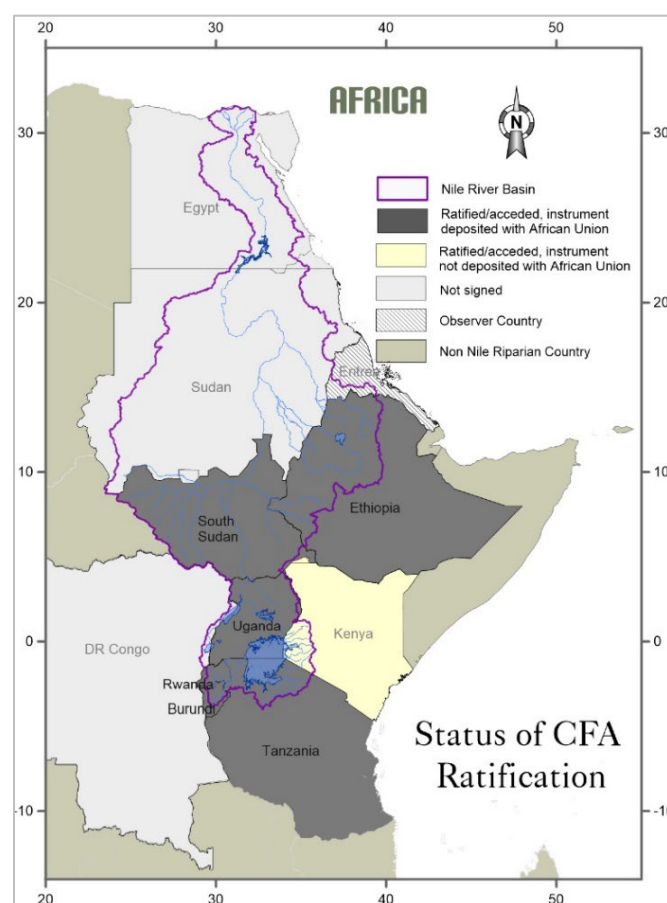 20 30 40 50
AFRICA
N
30
30
Nile River Basin
Ratified/acceded, instrument
deposited with African Union
Egypt
Ratified/acceded, instrument
not deposited with African Union
Not signed
20
20
Observer Country
Non Nile Riparian Country
Eritrea
Sudan
10
10
Ethiopia
South
Sudan
Uganda
Kenya
0
0
DR Congo
Rwanda
Burundi
Tanzania
Status of CFA
Ratification
-10
-10
20 30 40 50